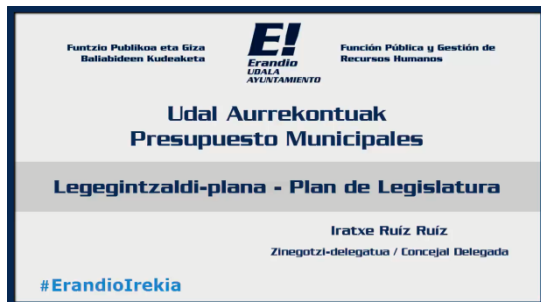 Funtzio Publikoa eta Giza
Baliabideen Kudeaketa
E!
Erandio
UDALA
AYUNTAMIENTO
Función Pública y Gestión de
Recursos Humanos
Udal Aurrekontuak
Presupuesto Municipales
Legegintzaldi-plana - Plan de Legislatura
Iratxe Ruíz Ruíz
Zinegotzi-delegatua / Concejal Delegada
#ErandioIrekia